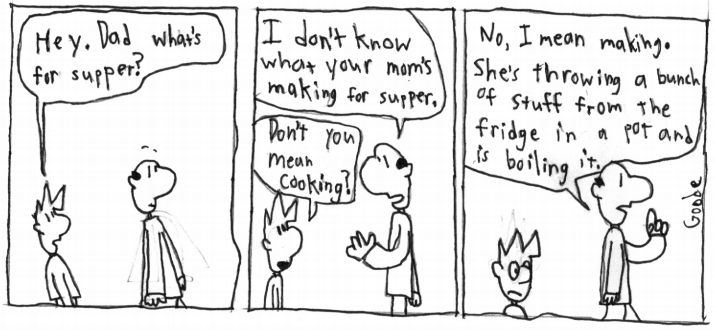 Hey. Dad what's
for supper?
I don't know
what your mom's
making for supper.
Don't you
mean
cooking?
No, I mean making.
She's throwing a bunch
of stuff from the
fridge in a pot and
is boiling it.
Goobe